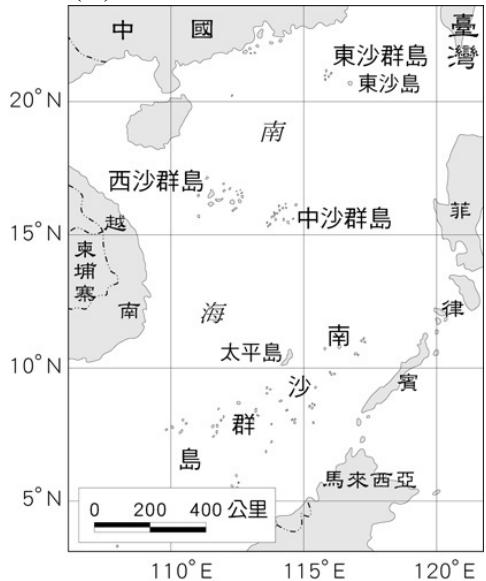 中 國
臺灣
東沙群島
東沙島
20°N
南
西沙群島
中沙群島
越
菲
15°N
柬埔寨
南
海
律
太平島
南
10°N
沙
賓
群
島
馬來西亞
5°N
0 200 400 公里
110°E 115°E 120°E